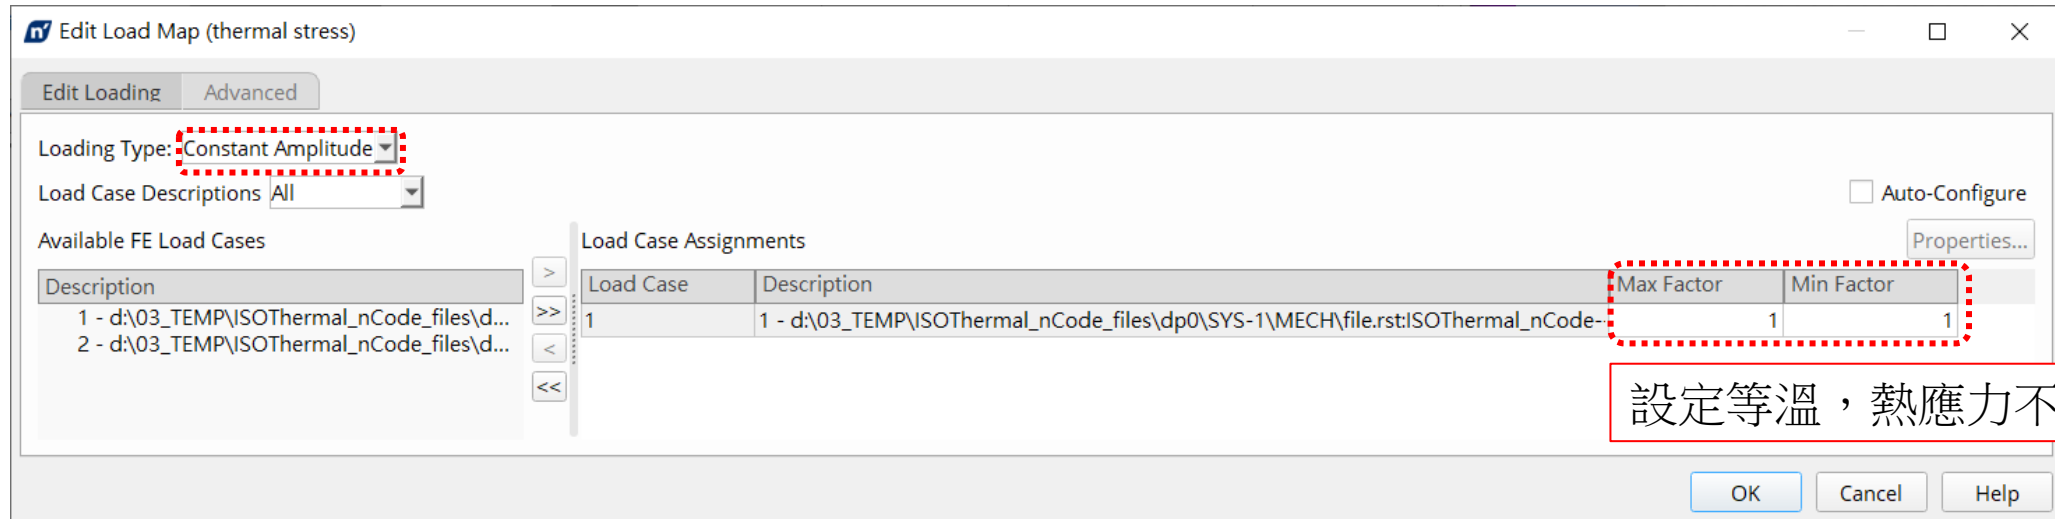 Edit Load Map (thermal stress)
Edit Loading Advanced
Loading Type: Constant Amplitude
Load Case Descriptions All
Auto-Configure
Available FE Load Cases
Load Case Assignments
Properties...
Description
> 
>>
<
<<
Load Case Description Max Factor Min Factor
1 - d:\03_TEMP\ISOThermal_nCode_files\d...
2 - d:\03_TEMP\ISOThermal_nCode_files\d...
1 1 - d:\03_TEMP\ISOThermal_nCode_files\dp0\SYS-1\MECH\file.rst:ISOThermal_nCode- 1 1
設定等溫，熱應力不
OK Cancel Help